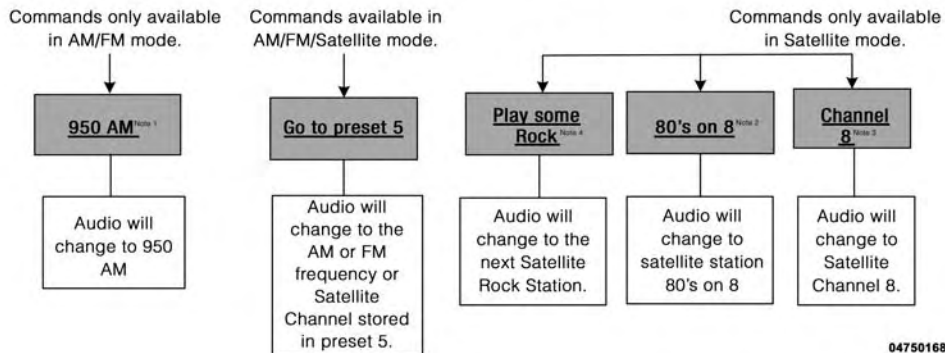 Commands only available
in AM/FM mode.
950 AM Note 1
Audio will
change to 950
AM
Commands available in
AM/FM/Satellite mode.
Go to preset 5
Audio will
change to the
AM or FM
frequency or
Satellite
Channel stored
in preset 5.
Commands only available
in Satellite mode.
Play some
Rock Note 4
Audio will
change to the
next Satellite
Rock Station.
80's on 8 Note 2
Audio will
change to
satellite station
80's on 8
Channel
8 Note 3
Audio will
change to
Satellite
Channel 8.
04750168